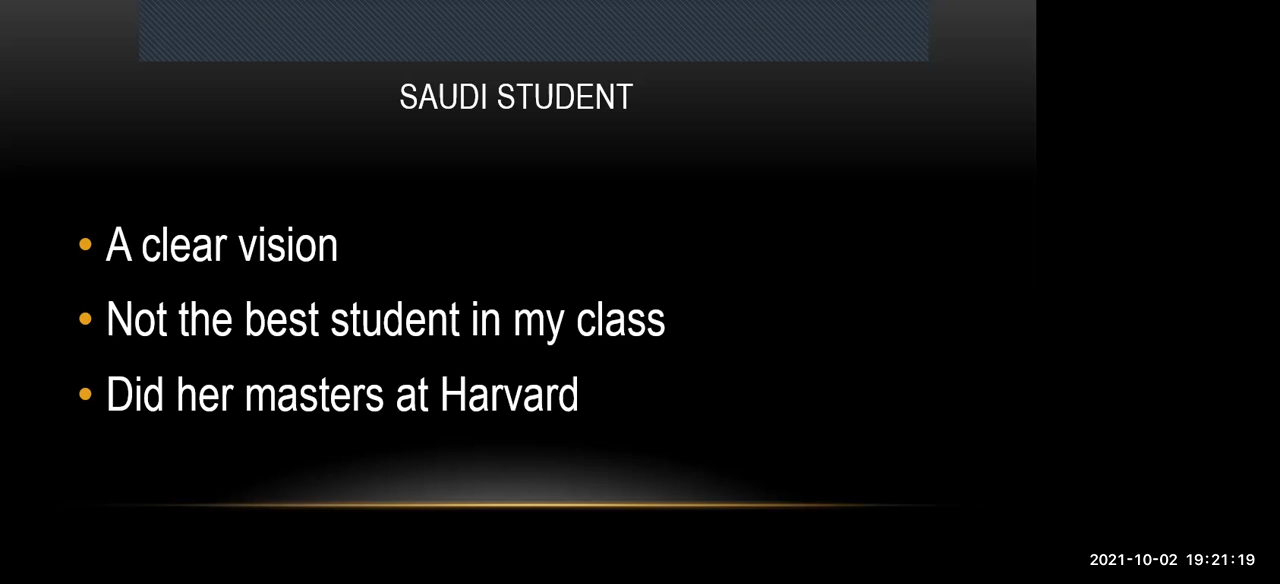 SAUDI STUDENT
• A clear vision
• Not the best student in my class
• Did her masters at Harvard
2021-10-02 19:21:19